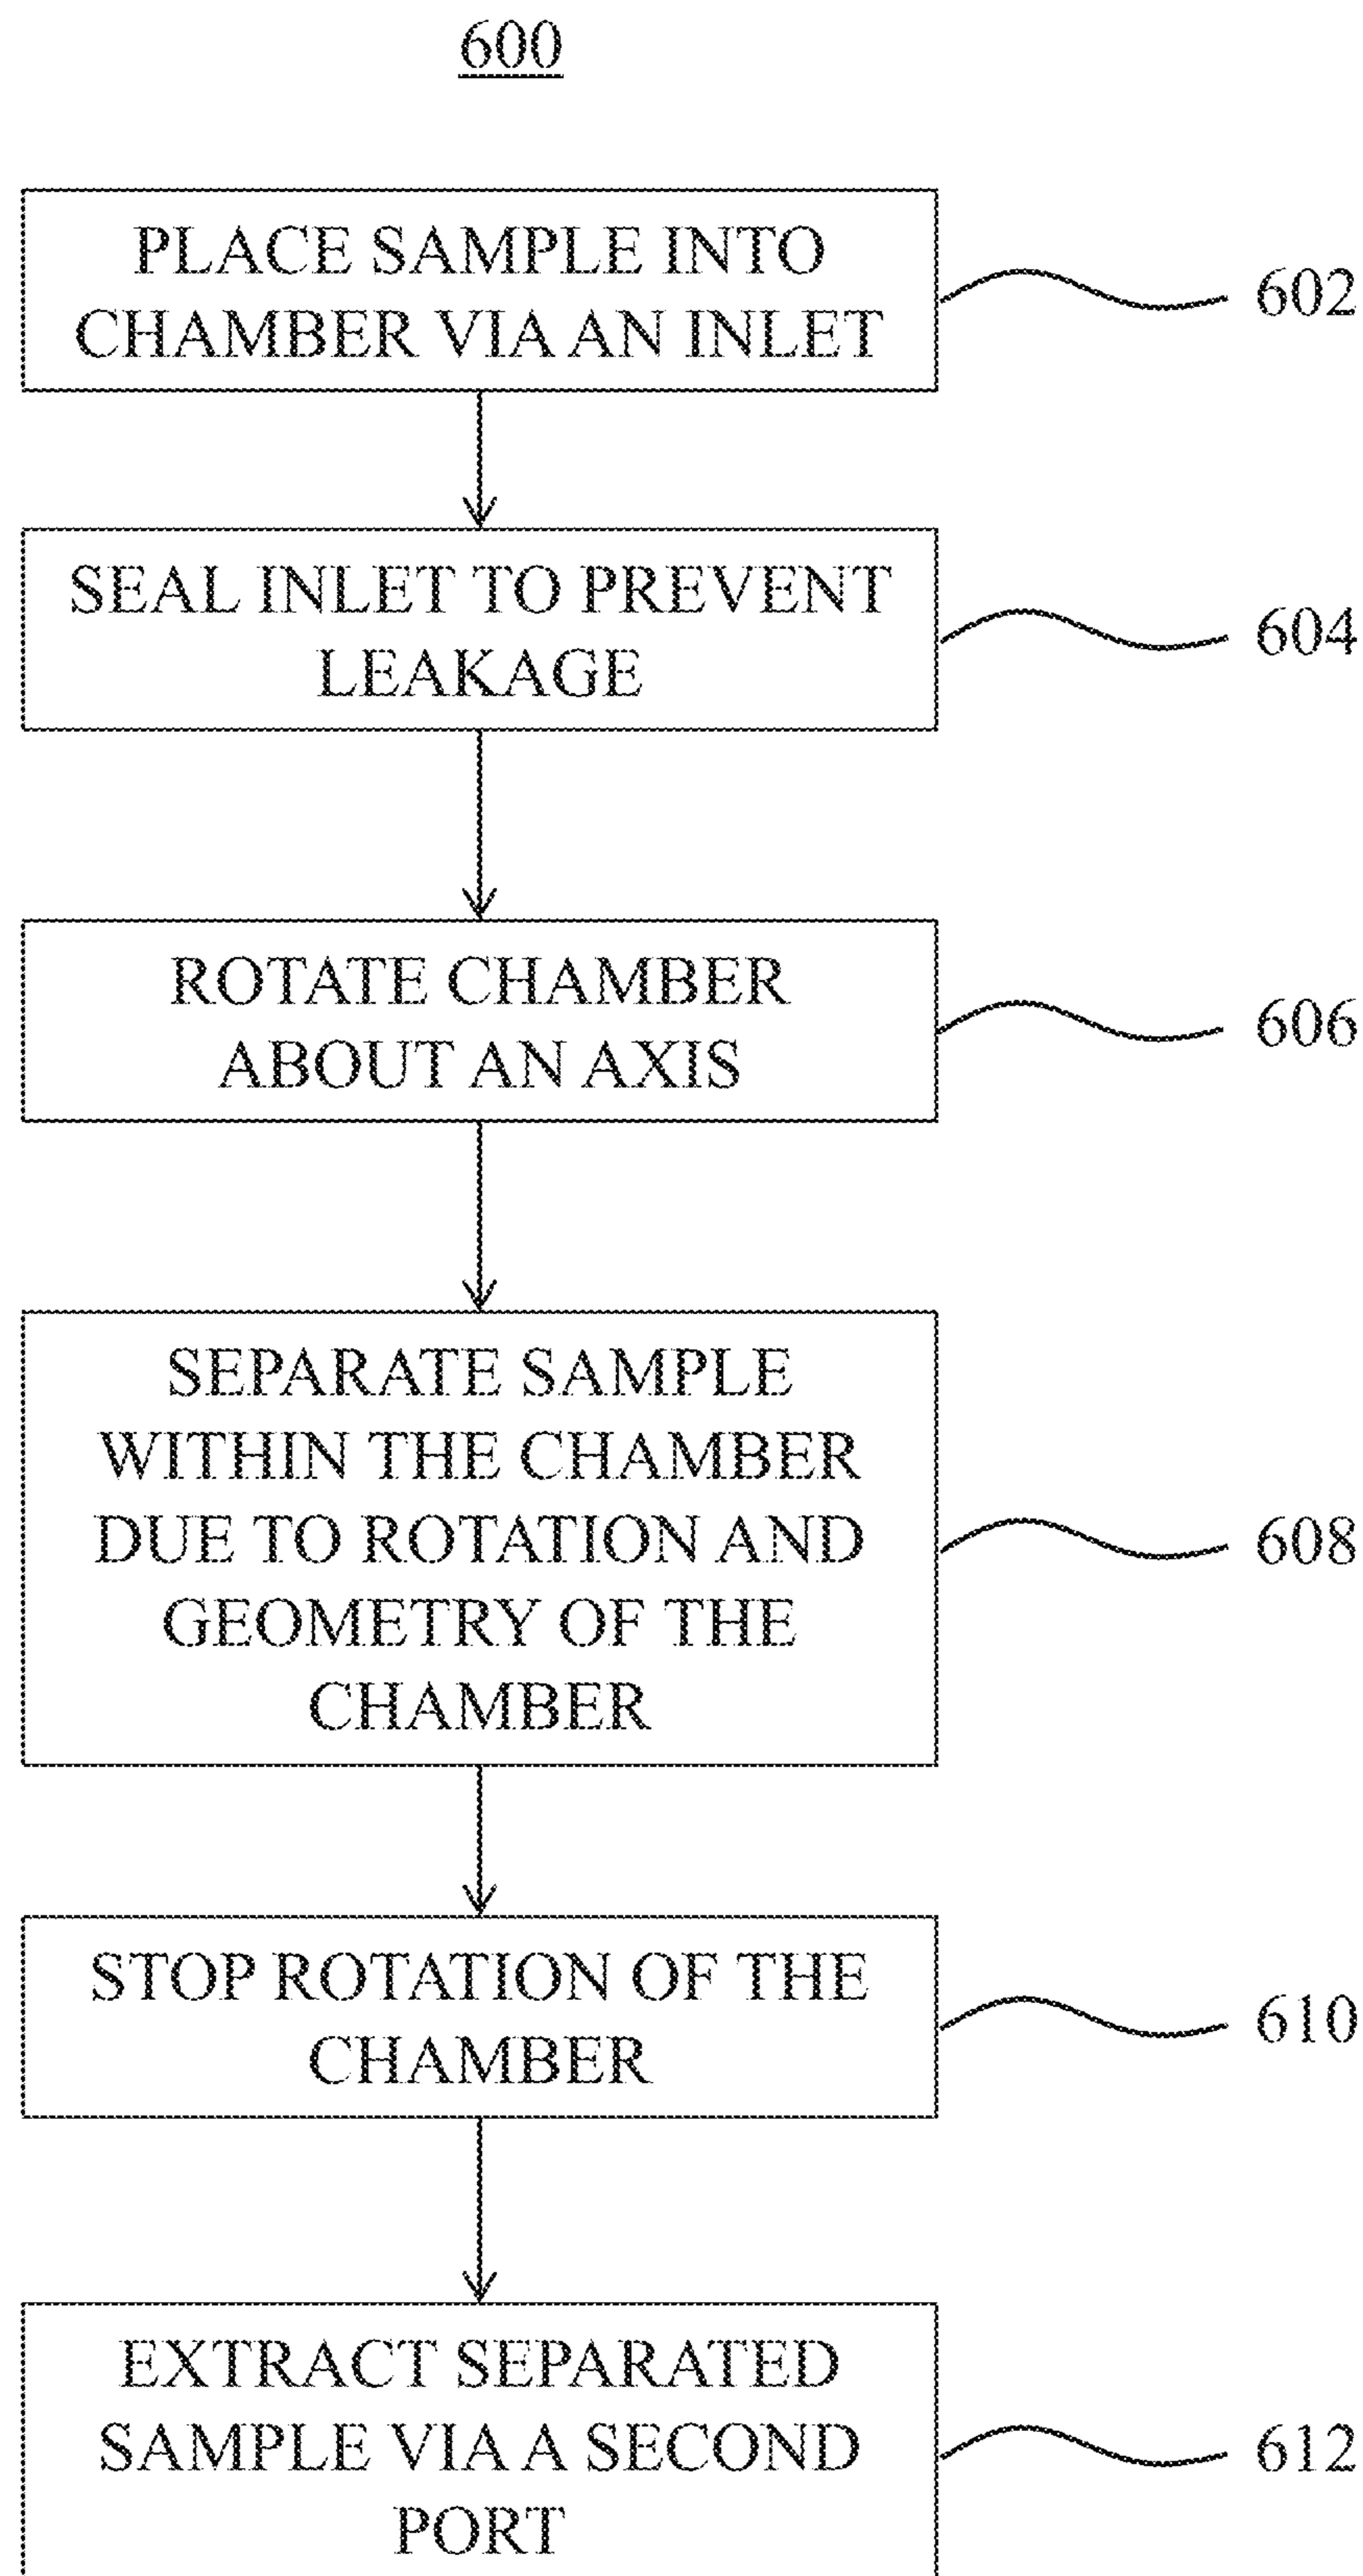 600
PLACE SAMPLE INTO
CHAMBER VIA AN INLET
602
SEAL INLET TO PREVENT
LEAKAGE
604
ROTATE CHAMBER
ABOUT AN AXIS
606
SEPARATE SAMPLE
WITHIN THE CHAMBER
DUE TO ROTATION AND
GEOMETRY OF THE
CHAMBER
608
STOP ROTATION OF THE
CHAMBER
610
EXTRACT SEPARATED
SAMPLE VIA A SECOND
PORT
612